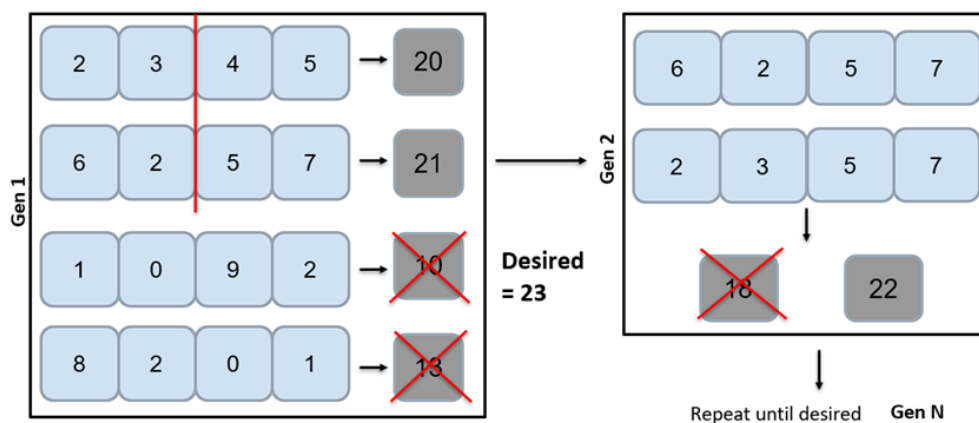 Gen 1
2 3 4 5 20
6 2 5 7 21
1 0 9 2 10
8 2 0 1 13
Desired
= 23
Gen 2
6 2 5 7
2 3 5 7
18 22
Repeat until desired Gen N